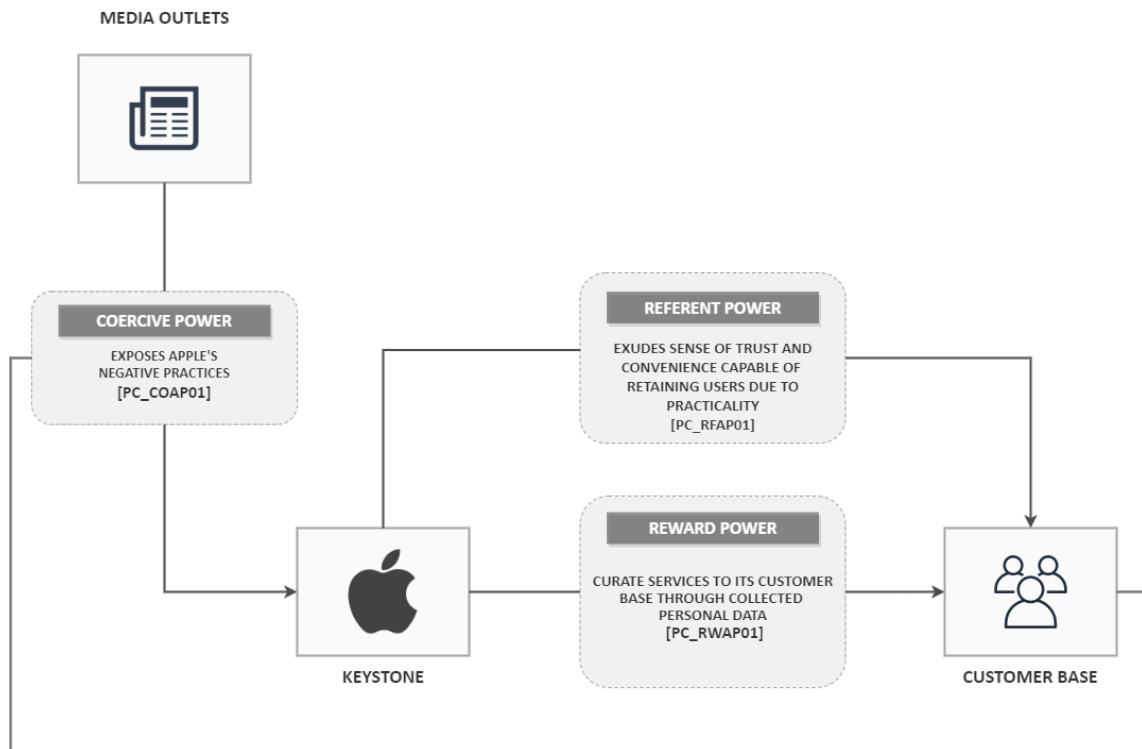 MEDIA OUTLETS
COERCIVE POWER
EXPOSES APPLE'S
NEGATIVE PRACTICES
[PC_COAP01]
REFERENT POWER
EXUDES SENSE OF TRUST AND
CONVENIENCE CAPABLE OF
RETAINING USERS DUE TO
PRACTICALITY
[PC_RFAP01]
REWARD POWER
CURATE SERVICES TO ITS CUSTOMER
BASE THROUGH COLLECTED
PERSONAL DATA
[PC_RWAP01]
KEYSTONE
CUSTOMER BASE